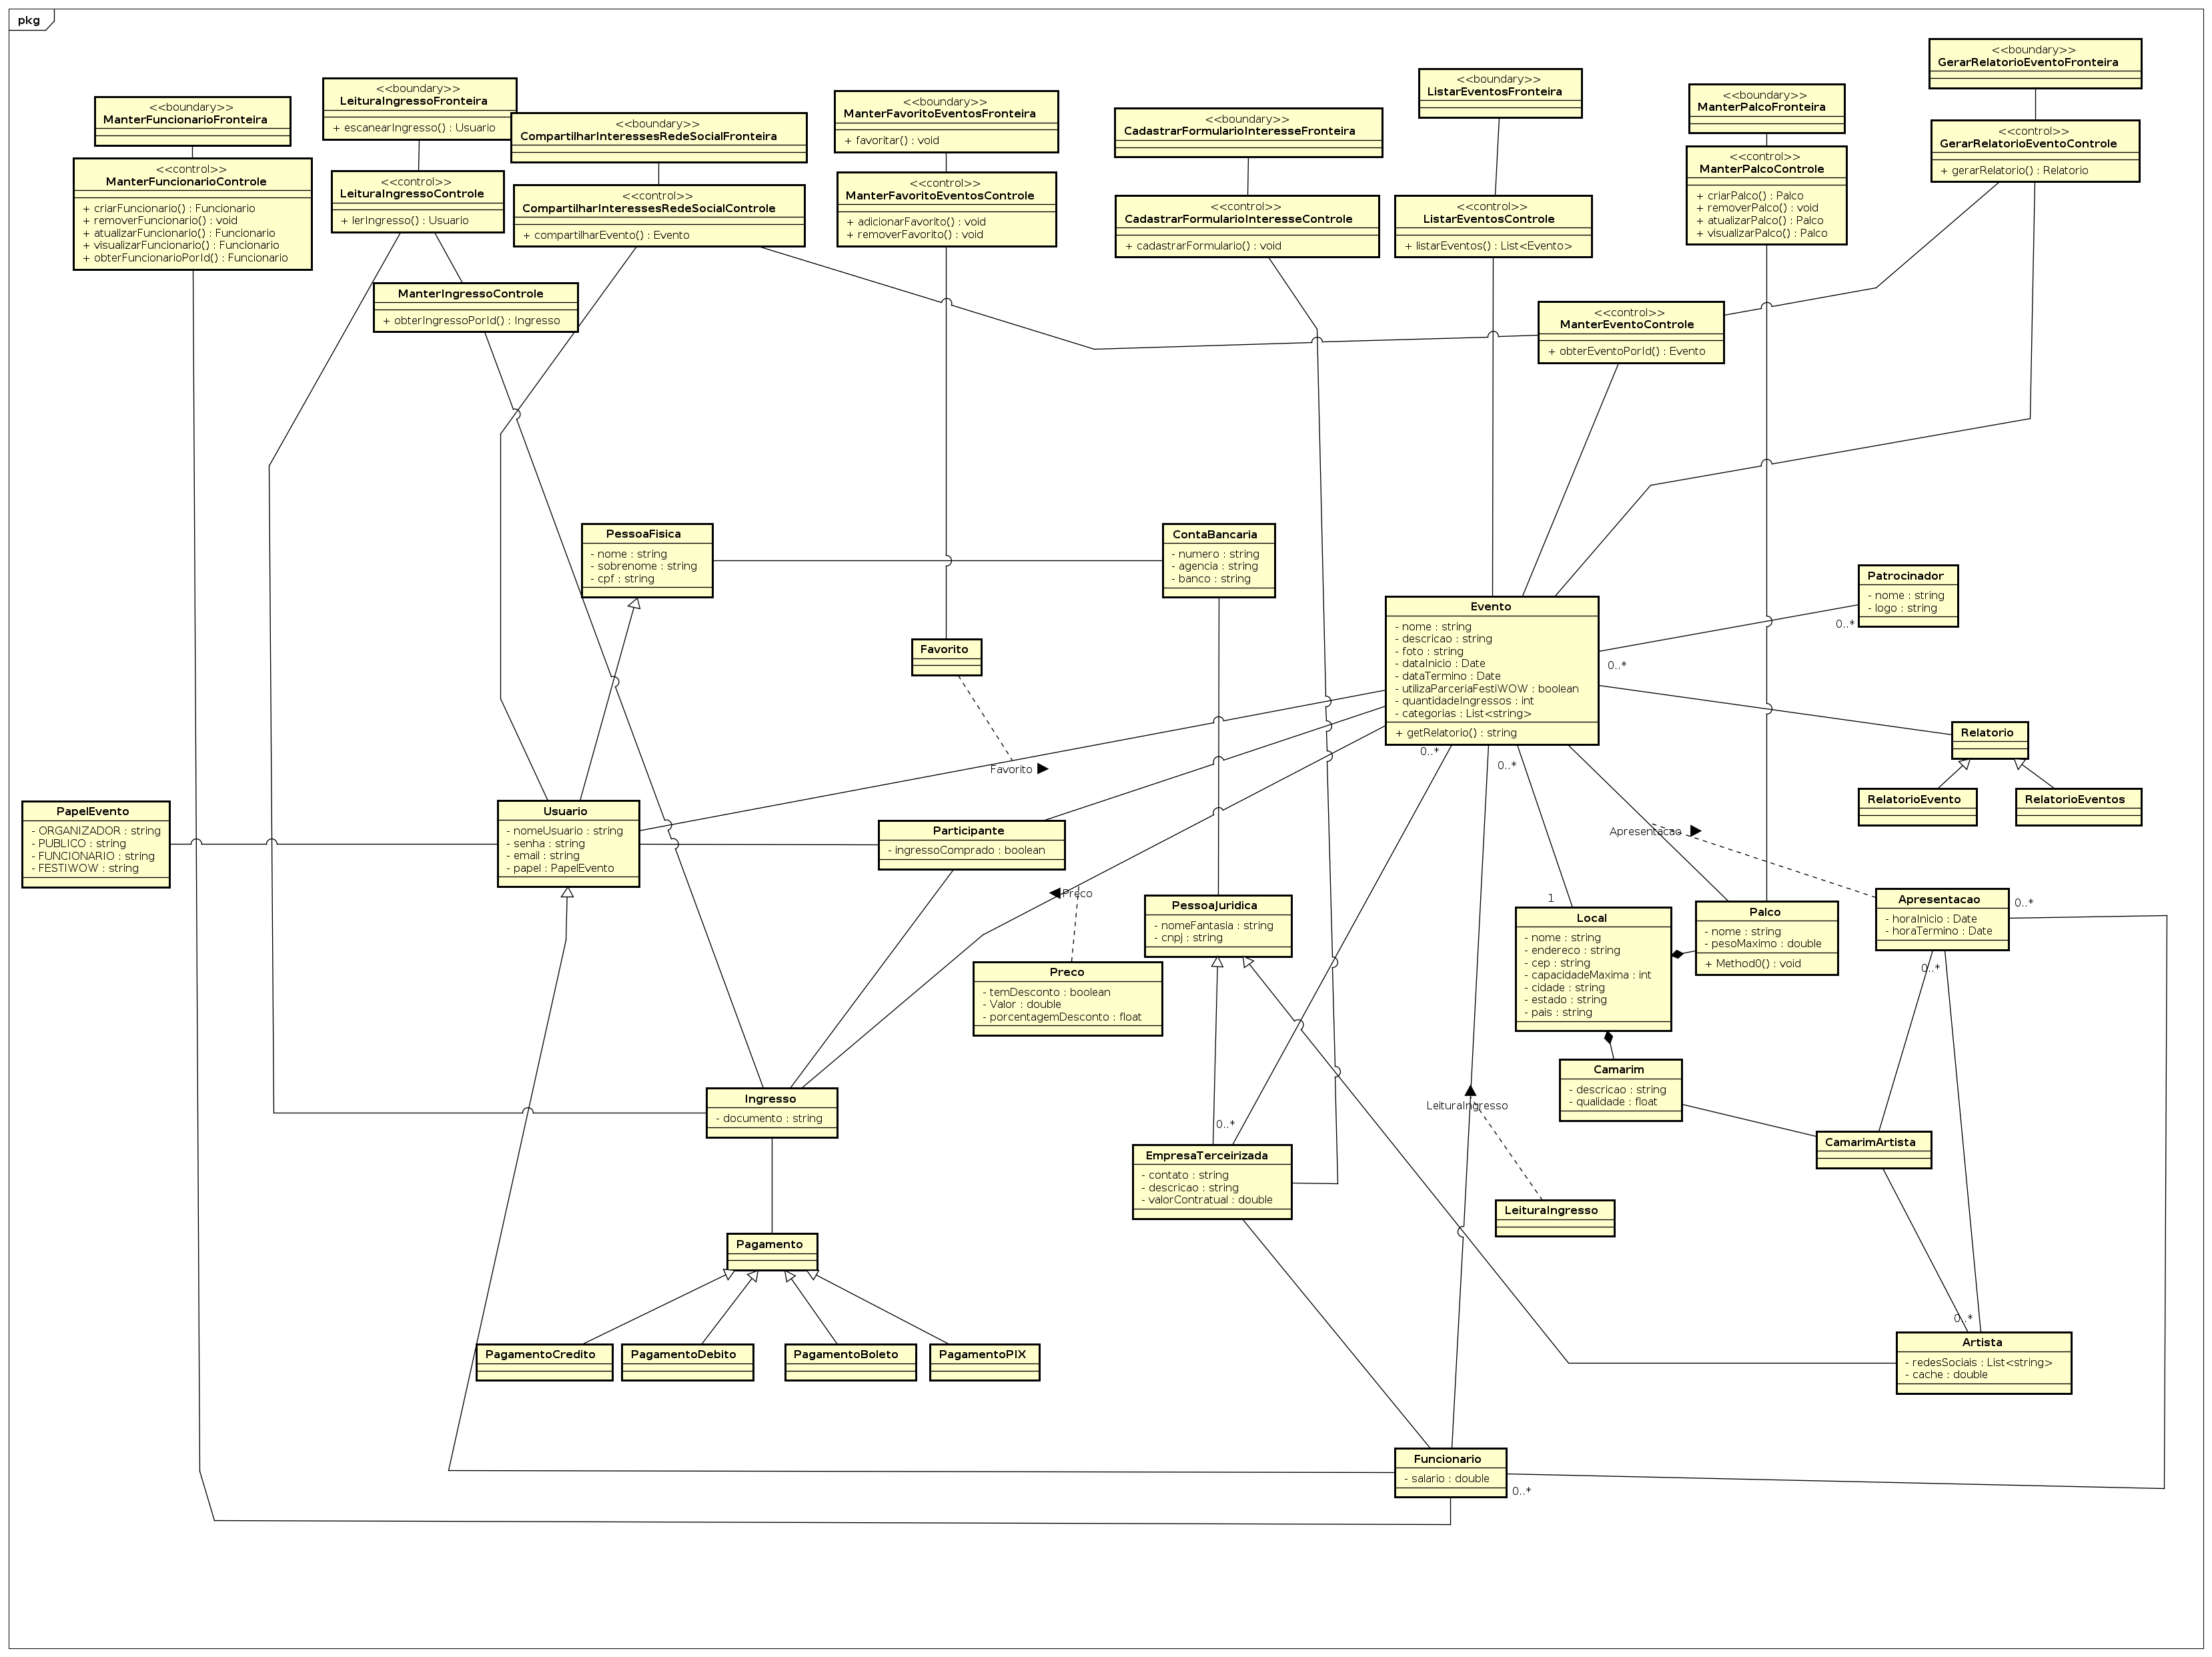 pkg
<<boundary>>
ManterFuncionarioFronteira
<<control>>
ManterFuncionarioControle
+ criarFuncionario() : Funcionario
+ removerFuncionario() : void
+ atualizarFuncionario() : Funcionario
+ visualizarFuncionario() : Funcionario
+ obterFuncionarioPorId() : Funcionario
<<boundary>>
LeituraIngressoFronteira
+ escanearIngresso() : Usuario
<<control>>
LeituraIngressoControle
+ lerIngresso() : Usuario
ManterIngressoControle
+ obterIngressoPorId() : Ingresso
<<boundary>>
CompartilharInteressesRedeSocialFronteira
<<control>>
CompartilharInteressesRedeSocialControle
+ compartilharEvento() : Evento
<<boundary>>
ManterFavoritoEventosFronteira
+ favoritar() : void
<<control>>
ManterFavoritoEventosControle
+ adicionarFavorito() : void
+ removerFavorito() : void
<<boundary>>
CadastrarFormularioInteresseFronteira
<<control>>
CadastrarFormularioInteresseControle
+ cadastrarFormulario() : void
<<boundary>>
ListarEventosFronteira
<<control>>
ListarEventosControle
+ listarEventos() : List<Evento>
<<boundary>>
ManterPalcoFronteira
<<control>>
ManterPalcoControle
+ criarPalco() : Palco
+ removerPalco() : void
+ atualizarPalco() : Palco
+ visualizarPalco() : Palco
<<boundary>>
GerarRelatorioEventoFronteira
<<control>>
GerarRelatorioEventoControle
+ gerarRelatorio() : Relatorio
<<control>>
ManterEventoControle
+ obterEventoPorId() : Evento
PessoaFisica
- nome : string
- sobrenome : string
- cpf : string
ContaBancaria
- numero : string
- agencia : string
- banco : string
Favorito
Favorito
Evento
- nome : string
- descricao : string
- foto : string
- dataInicio : Date
- dataTermino : Date
- utilizaParceriaFestiWOW : boolean
- quantidadeIngressos : int
- categorias : List<string>
+ getRelatorio() : string
Patrocinador
- nome : string
- logo : string
0..*
0..*
0..*
0..*
Relatorio
RelatorioEvento
RelatorioEventos
PapelEvento
- ORGANIZADOR : string
- PUBLICO : string
- FUNCIONARIO : string
- FESTIWOW : string
Usuario
- nomeUsuario : string
- senha : string
- email : string
- papel : PapelEvento
Participante
- ingressoComprado : boolean
Preco
Preco
- temDesconto : boolean
- Valor : double
- porcentagemDesconto : float
PessoaJuridica
- nomeFantasia : string
- cnpj : string
Apresentacao
1
Local
- nome : string
- endereco : string
- cep : string
- capacidadeMaxima : int
- cidade : string
- estado : string
- pais : string
Palco
- nome : string
- pesoMaximo : double
+ Method0() : void
Apresentacao
- horaInicio : Date
- horaTermino : Date
0..*
0..*
Camarim
- descricao : string
- qualidade : float
CamarimArtista
Ingresso
- documento : string
0..*
EmpresaTerceirizada
- contato : string
- descricao : string
- valorContratual : double
LeituraIngresso
LeituraIngresso
Pagamento
PagamentoCredito
PagamentoDebito
PagamentoBoleto
PagamentoPIX
0..*
Artista
- redesSociais : List<string>
- cache : double
Funcionario
- salario : double
0..*